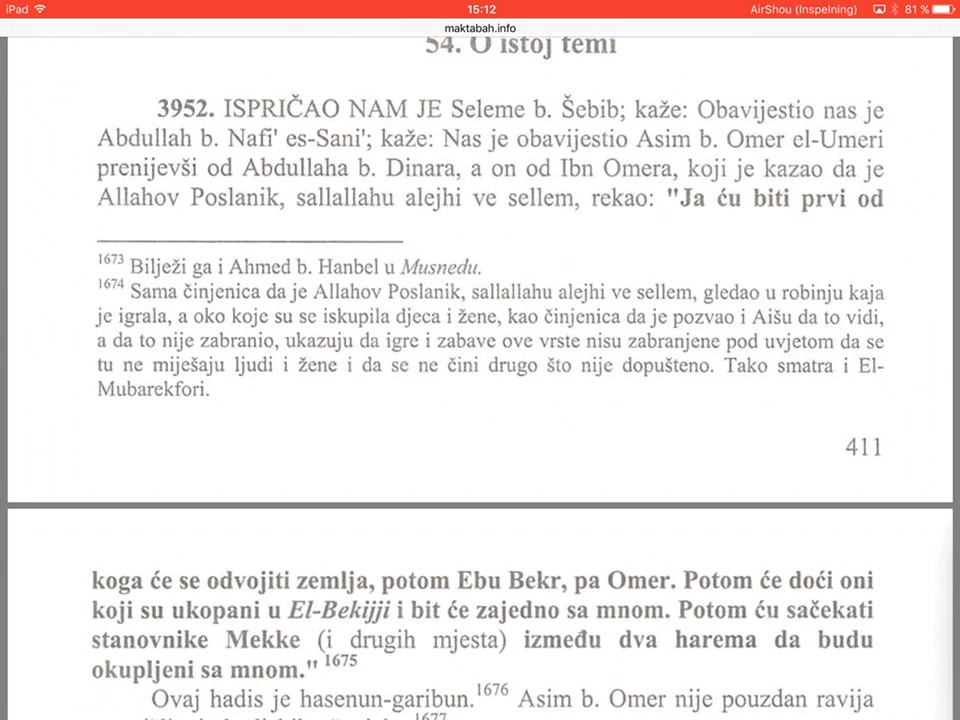 iPad 15:12 AirShou (Inspelning) 81 %
maktabah.info
54. O istoj temi
3952. ISPRIČAO NAM JE Seleme b. Šebib; kaže: Obavijestio nas je
Abdullah b. Nafi' es-Sani'; kaže: Nas je obavijestio Asim b. Omer el-Umeri
prenijevši od Abdullaha b. Dinara, a on od Ibn Omera, koji je kazao da je
Allahov Poslanik, sallallahu alejhi ve sellem, rekao: "Ja ću biti prvi od
1673 Bilježi ga i Ahmed b. Hanbel u Musnedu.
1674 Sama činjenica da je Allahov Poslanik, sallallahu alejhi ve sellem, gledao u robinju kaja
je igrala, a oko koje su se iskupila djeca i žene, kao činjenica da je pozvao i Aišu da to vidi,
a da to nije zabranio, ukazuju da igre i zabave ove vrste nisu zabranjene pod uvjetom da se
tu ne miješaju ljudi i žene i da se ne čini drugo što nije dopušteno. Tako smatra i El-
Mubarekfori.
411
koga će se odvojiti zemlja, potom Ebu Bekr, pa Omer. Potom će doći oni
koji su ukopani u El-Bekijji i bit će zajedno sa mnom. Potom ću sačekati
stanovnike Mekke (i drugih mjesta) između dva harema da budu
okupljeni sa mnom." 1675
Ovaj hadis je hasenun-garibun. 1676 Asim b. Omer nije pouzdan ravija
1677